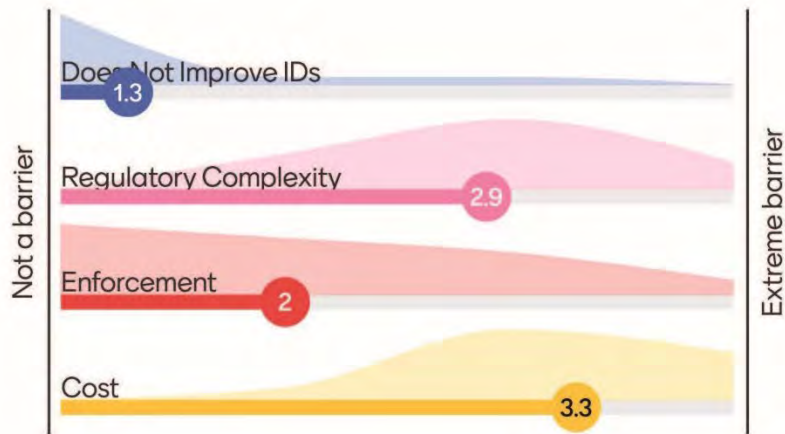 Not a barrier
Does Not Improve IDs
1.3
Regulatory Complexity
2.9
Enforcement
2
Cost
3.3
Extreme barrier